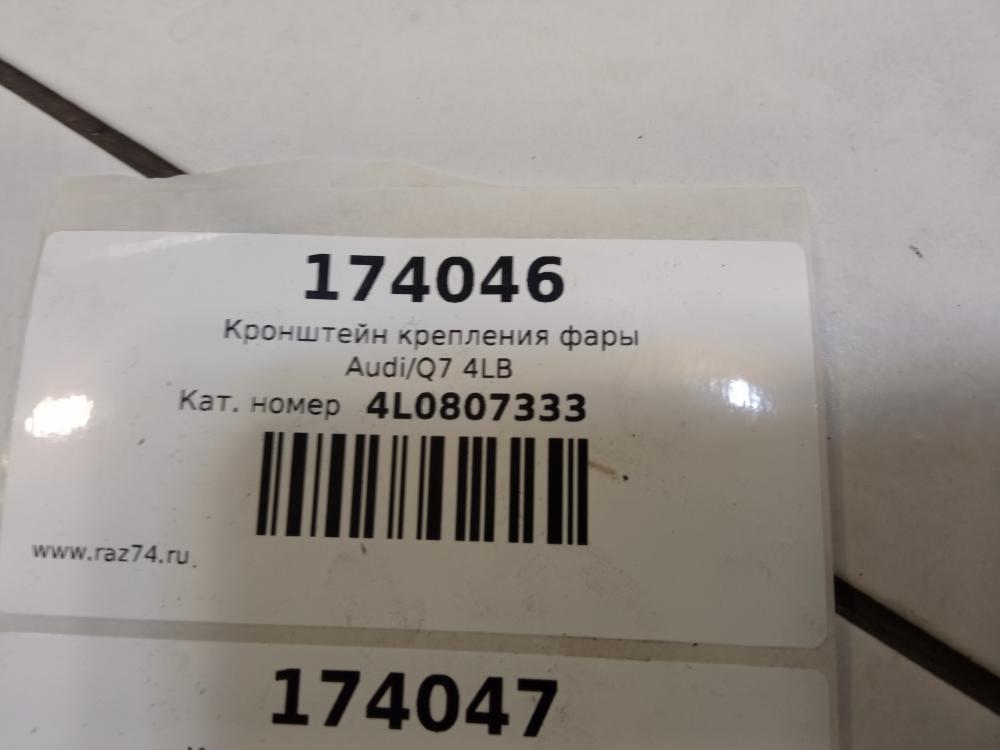 174046
Кронштейн крепления фары
Audi/Q7 4LB
Кат. номер 4L0807333
www.raz74.ru
174047